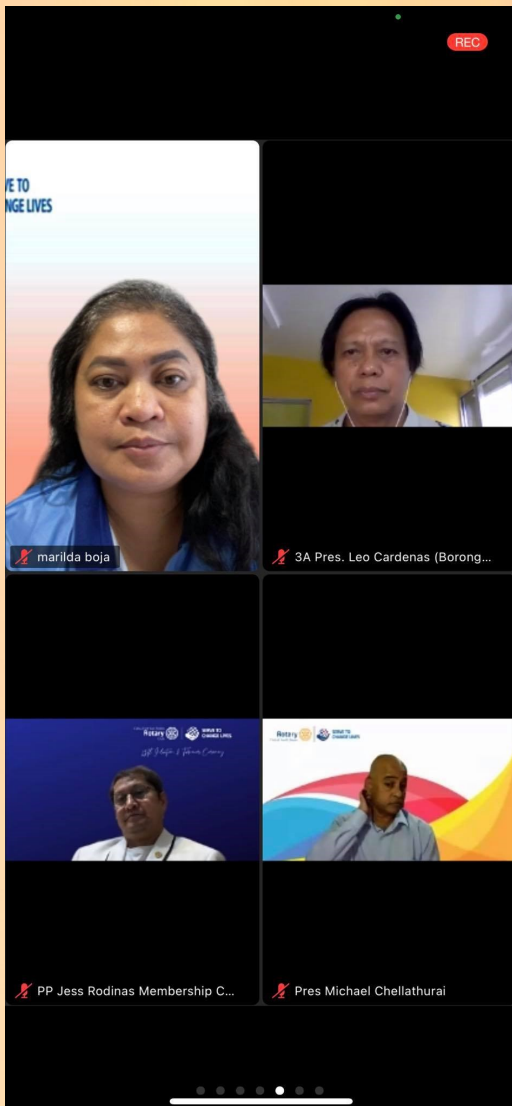 REC
VE TO
NGE LIVES
marilda boja
3A Pres. Leo Cardenas (Borong...
Rotary
SERVE TO
CHANGE LIVES
Rotary
SERVE TO
CHANGE LIVES
PP Jess Rodinas Membership C...
Pres Michael Chellathurai